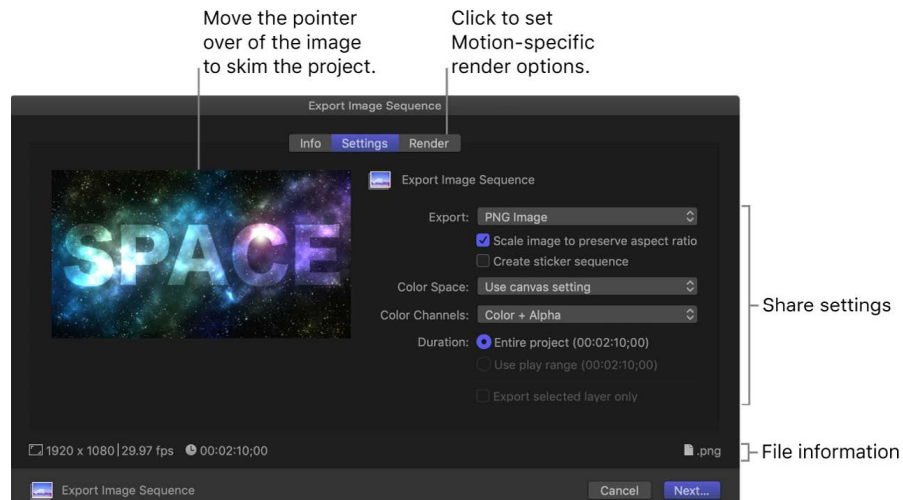 Move the pointer
over of the image
to skim the project.
Click to set
Motion-specific
render options.
Export Image Sequence
Info Settings Render
SPACE
Export Image Sequence
Export: PNG Image
Scale image to preserve aspect ratio
Create sticker sequence
Color Space: Use canvas setting
Color Channels: Color + Alpha
Duration: Entire project (00:02:10;00)
Use play range (00:02:10;00)
Export selected layer only
Share settings
1920 x 1080 | 29.97 fps 00:02:10;00 .png
File information
Export Image Sequence Cancel Next...